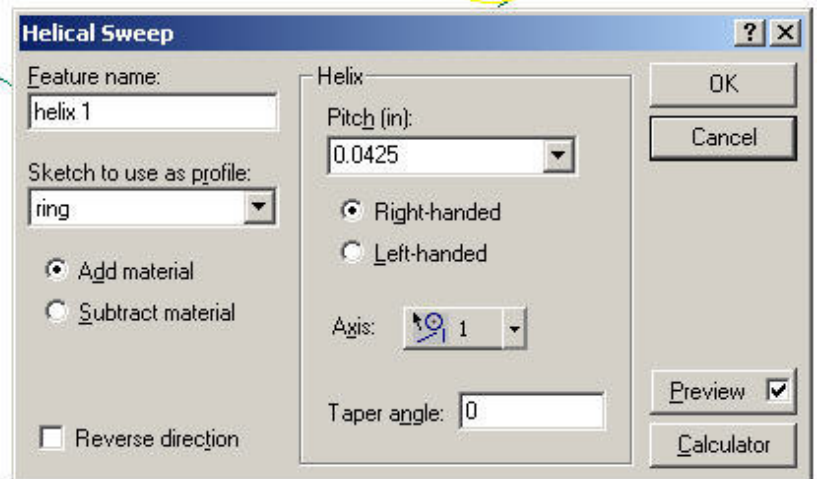 Helical Sweep
Feature name:
helix 1
Sketch to use as profile:
ring
Add material
Subtract material
Reverse direction
Helix
Pitch (in):
0.0425
Right-handed
Left-handed
Axis:
1
Taper angle:
0
OK
Cancel
Preview
Calculator